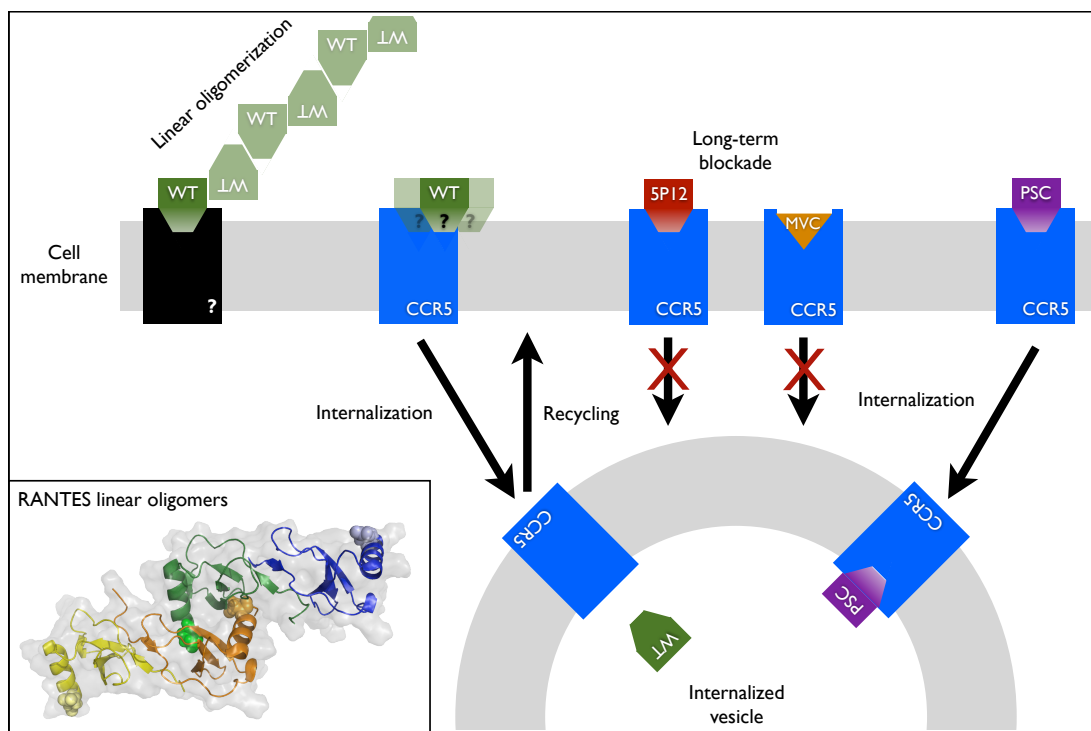 Linear oligomerization
WT
WT
WT
WT
WT
WT
WT
?
Cell
membrane
WT
? ? ?
CCR5
Long-term
blockade
5P12
CCR5
MVC
CCR5
PSC
CCR5
Internalization
Recycling
X
X
Internalization
CCR5
WT
CCR5
PSC
Internalized
vesicle
RANTES linear oligomers